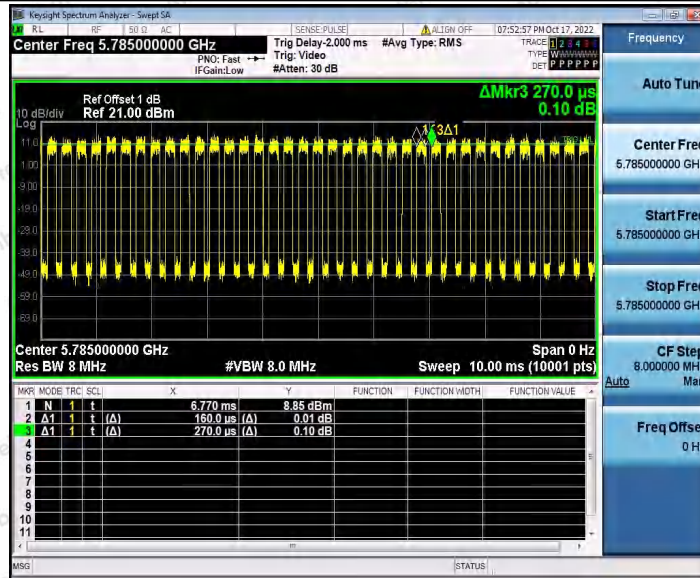 Keysight Spectrum Analyzer - Swept SA
RL RF 50 Ω AC SENSE:PULSE ALIGN OFF 07:52:57 PM Oct 17, 2022
Center Freq 5.785000000 GHz
PNO: Fast
IFGain:Low
Trig Delay-2.000 ms
Trig: Video
#Atten: 30 dB
#Avg Type: RMS
TRACE 1 2 3 4 5 6
TYPE WWWWWW
DET P P P P P P
Frequency
Auto Tune
Center Freq
5.785000000 GH
Start Freq
5.785000000 GH
Stop Freq
5.785000000 GH
CF Step
8.000000 MH
Auto Ma
Freq Offse
0 H
Ref Offset 1 dB
10 dB/div Ref 21.00 dBm
Log
ΔMkr3 270.0 µs
0.10 dB
3Δ1
11.0
1.00
-9.00
-19.0
-29.0
-39.0
-49.0
-59.0
-69.0
Center 5.785000000 GHz Span 0 Hz
Res BW 8 MHz #VBW 8.0 MHz Sweep 10.00 ms (10001 pts)
MKR MODE TRC SCL X Y FUNCTION FUNCTION WIDTH FUNCTION VALUE
1 N 1 t 6.770 ms 8.85 dBm
2 Δ1 1 t (Δ) 160.0 µs (Δ) 0.01 dB
3 Δ1 1 t (Δ) 270.0 µs (Δ) 0.10 dB
4
5
6
7
8
9
10
11
MSG STATUS